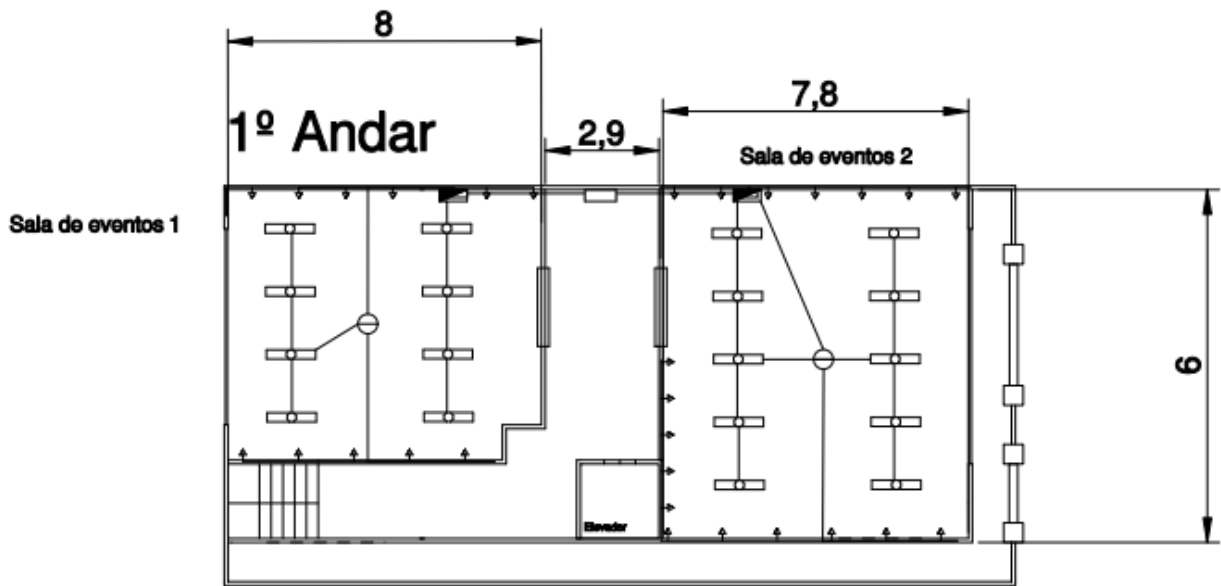 8
7,8
1º Andar
2,9
Sala de eventos 2
Sala de eventos 1
6
Elevador